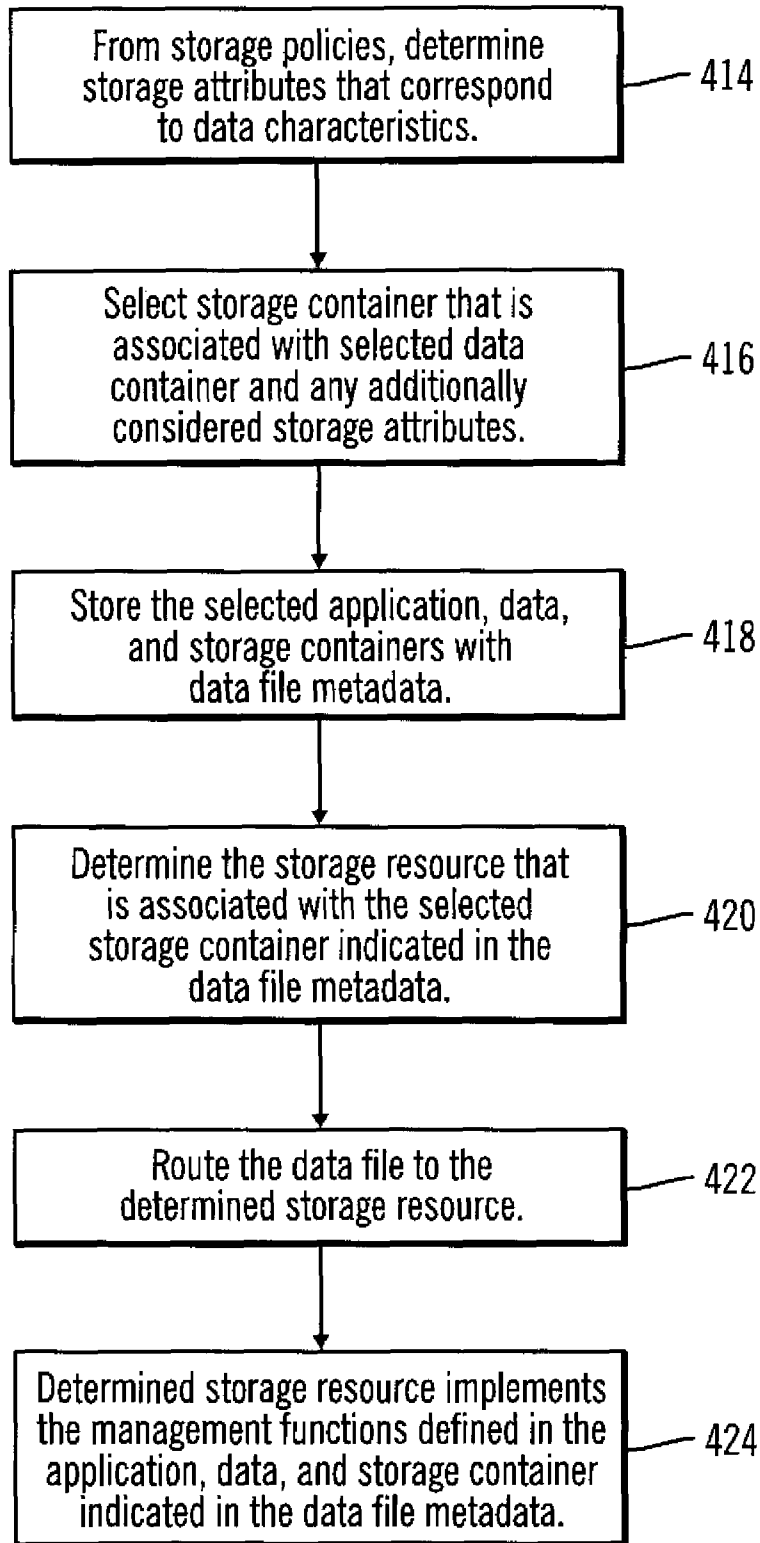 From storage policies, determine
storage attributes that correspond
to data characteristics.
414
Select storage container that is
associated with selected data
container and any additionally
considered storage attributes.
416
Store the selected application, data,
and storage containers with
data file metadata.
418
Determine the storage resource that
is associated with the selected
storage container indicated in the
data file metadata.
420
Route the data file to the
determined storage resource.
422
Determined storage resource implements
the management functions defined in the
application, data, and storage container
indicated in the data file metadata.
424